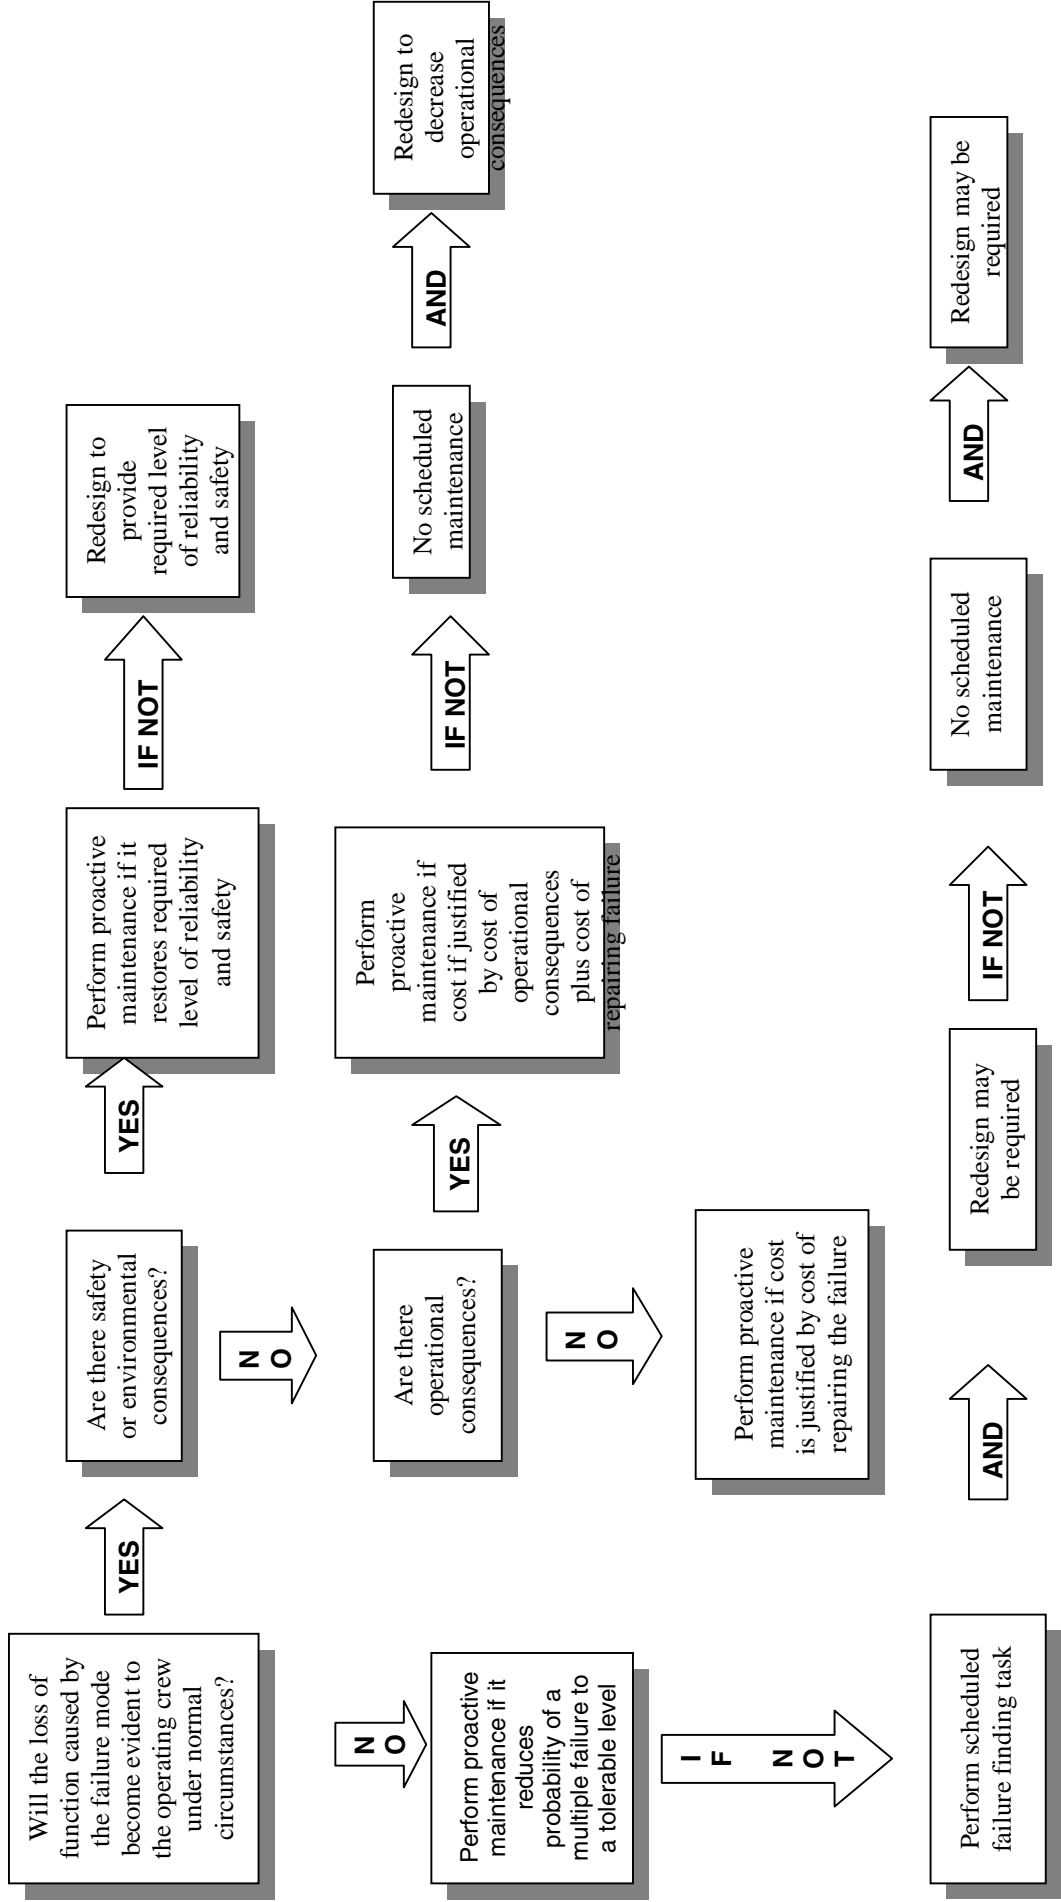 Will the loss of
function caused by
the failure mode
become evident to
the operating crew
under normal
circumstances?
YES
Are there safety
or environmental
consequences?
YES
Perform proactive
maintenance if it
restores required
level of reliability
and safety
IF NOT
Redesign to
provide
required level
of reliability
and safety
N
O
N
O
Perform proactive
maintenance if it
reduces
probability of a
multiple failure to
a tolerable level
Are there
operational
consequences?
YES
Perform
proactive
maintenance if
cost if justified
by cost of
operational
consequences
plus cost of
repairing failure
IF NOT
No scheduled
maintenance
AND
Redesign to
decrease
operational
consequences
I
F
N
O
T
N
O
Perform proactive
maintenance if cost
is justified by cost of
repairing the failure
Perform scheduled
failure finding task
AND
Redesign may
be required
IF NOT
No scheduled
maintenance
AND
Redesign may be
required